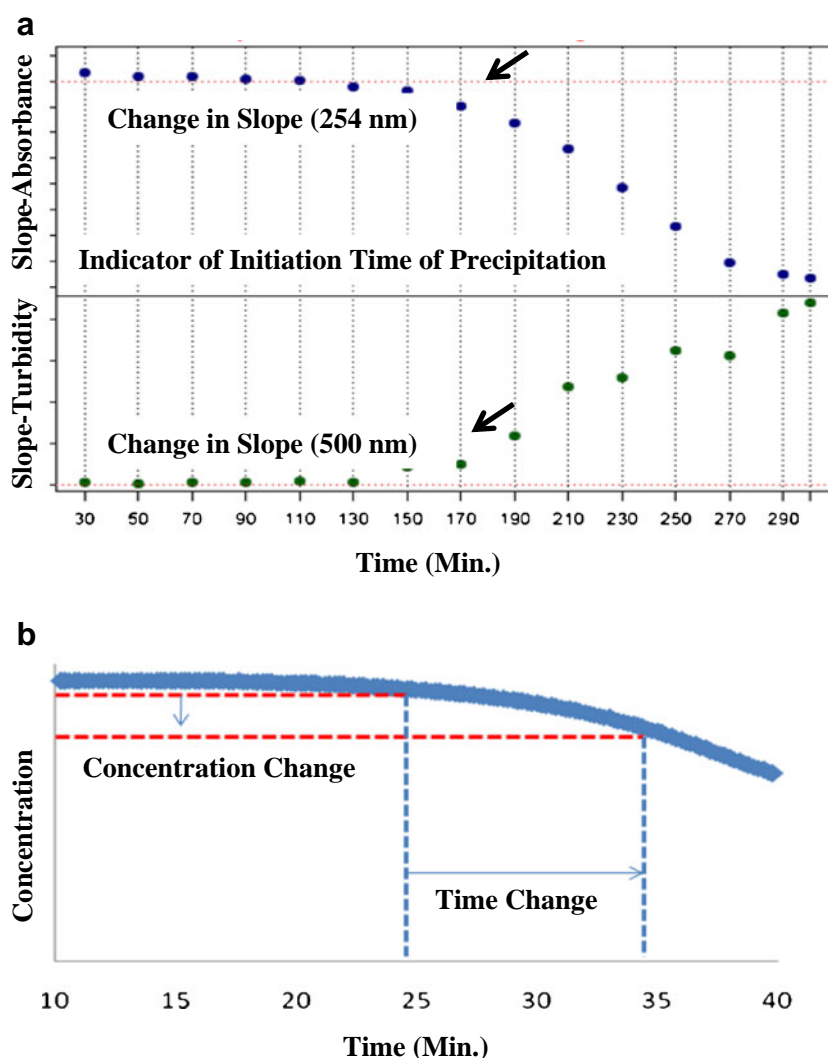 a
Slope-Absorbance
Change in Slope (254 nm)
Indicator of Initiation Time of Precipitation
Slope-Turbidity
Change in Slope (500 nm)
30 50 70 90 110 130 150 170 190 210 230 250 270 290
Time (Min.)
b
Concentration
Concentration Change
Time Change
10 15 20 25 30 35 40
Time (Min.)